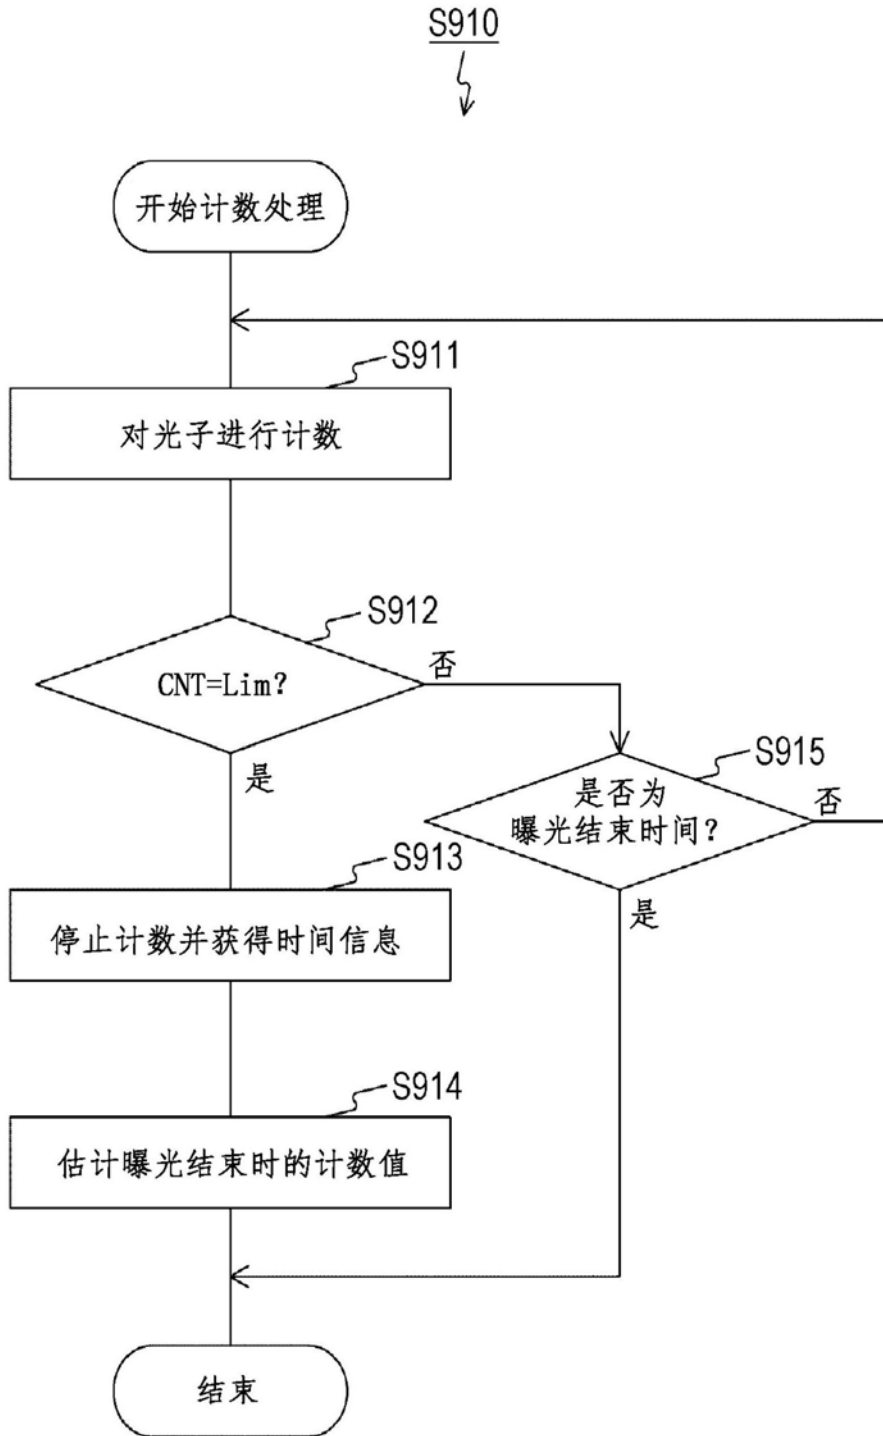 S910
开始计数处理
S911
对光子进行计数
S912
CNT=Lim?
否
是
S915
是否为
曝光结束时间?
否
是
S913
停止计数并获得时间信息
S914
估计曝光结束时的计数值
结束